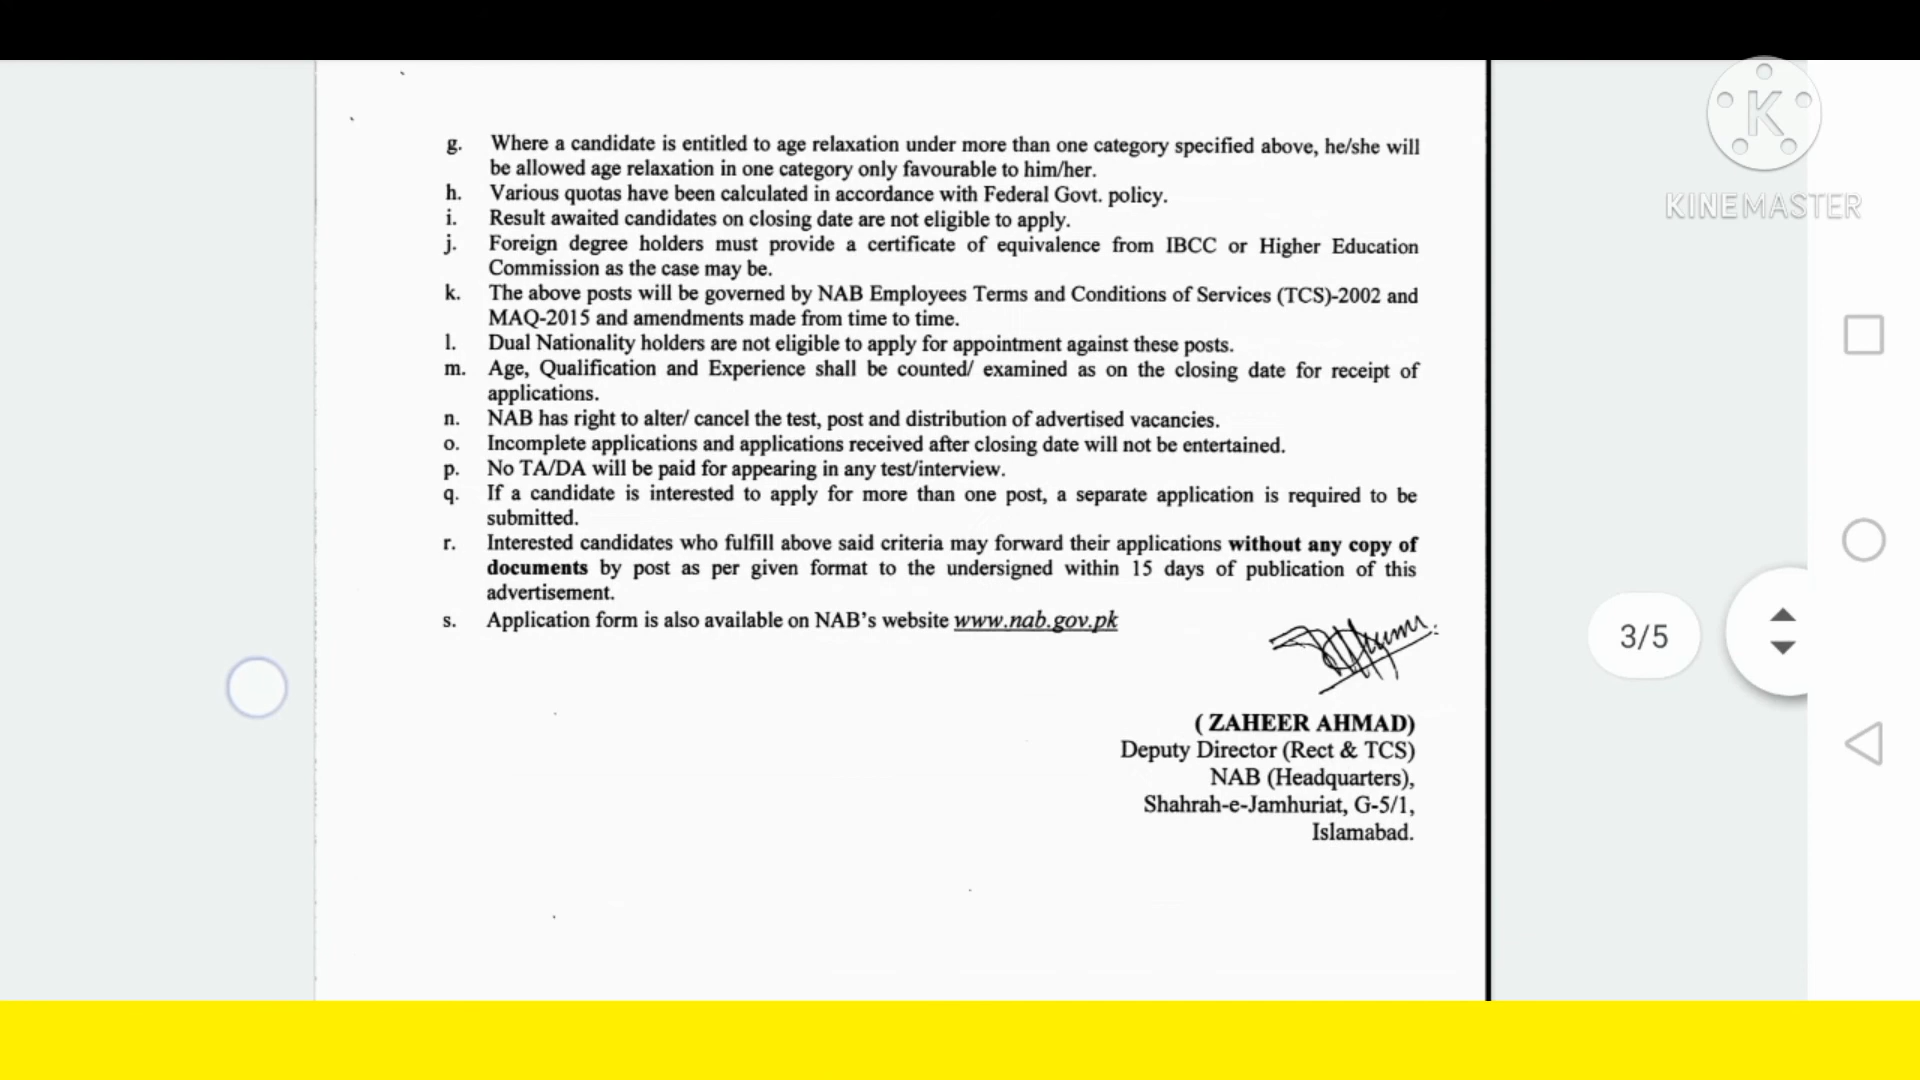 g. Where a candidate is entitled to age relaxation under more than one category specified above, he/she will
be allowed age relaxation in one category only favourable to him/her.
h. Various quotas have been calculated in accordance with Federal Govt. policy.
i. Result awaited candidates on closing date are not eligible to apply.
j. Foreign degree holders must provide a certificate of equivalence from IBCC or Higher Education
Commission as the case may be.
k. The above posts will be governed by NAB Employees Terms and Conditions of Services (TCS)-2002 and
MAQ-2015 and amendments made from time to time.
l. Dual Nationality holders are not eligible to apply for appointment against these posts.
m. Age, Qualification and Experience shall be counted/ examined as on the closing date for receipt of
applications.
n. NAB has right to alter/ cancel the test, post and distribution of advertised vacancies.
o. Incomplete applications and applications received after closing date will not be entertained.
p. No TA/DA will be paid for appearing in any test/interview.
q. If a candidate is interested to apply for more than one post, a separate application is required to be
submitted.
r. Interested candidates who fulfill above said criteria may forward their applications without any copy of
documents by post as per given format to the undersigned within 15 days of publication of this
advertisement.
s. Application form is also available on NAB's website www.nab.gov.pk
( ZAHEER AHMAD)
Deputy Director (Rect & TCS)
NAB (Headquarters),
Shahrah-e-Jamhuriat, G-5/1,
Islamabad.
K
KINEMASTER
3/5